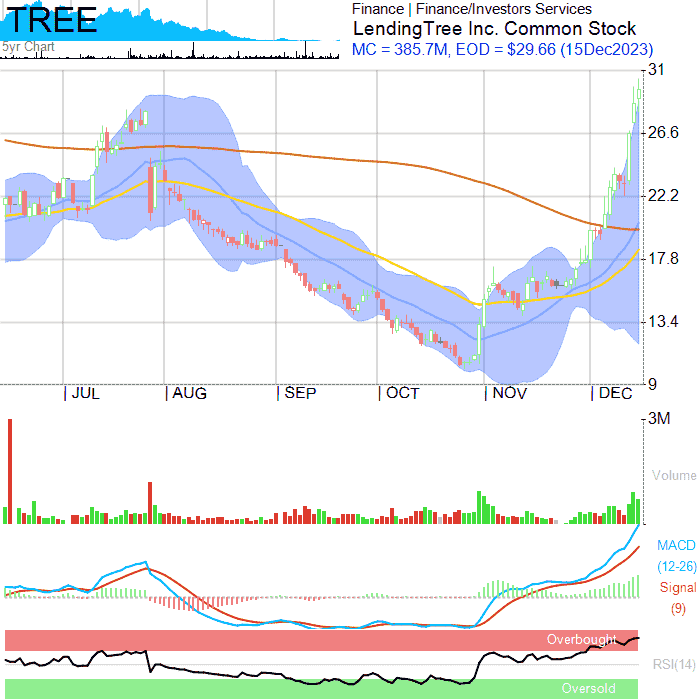 TREE
5yr Chart
Finance | Finance/Investors Services
LendingTree Inc. Common Stock
MC = 385.7M, EOD = $29.66 (15Dec2023)
31
26.6
22.2
17.8
13.4
9
JUL AUG SEP OCT NOV DEC
3M
Volume
MACD
(12-26)
Signal
(9)
Overbought
RSI(14)
Oversold